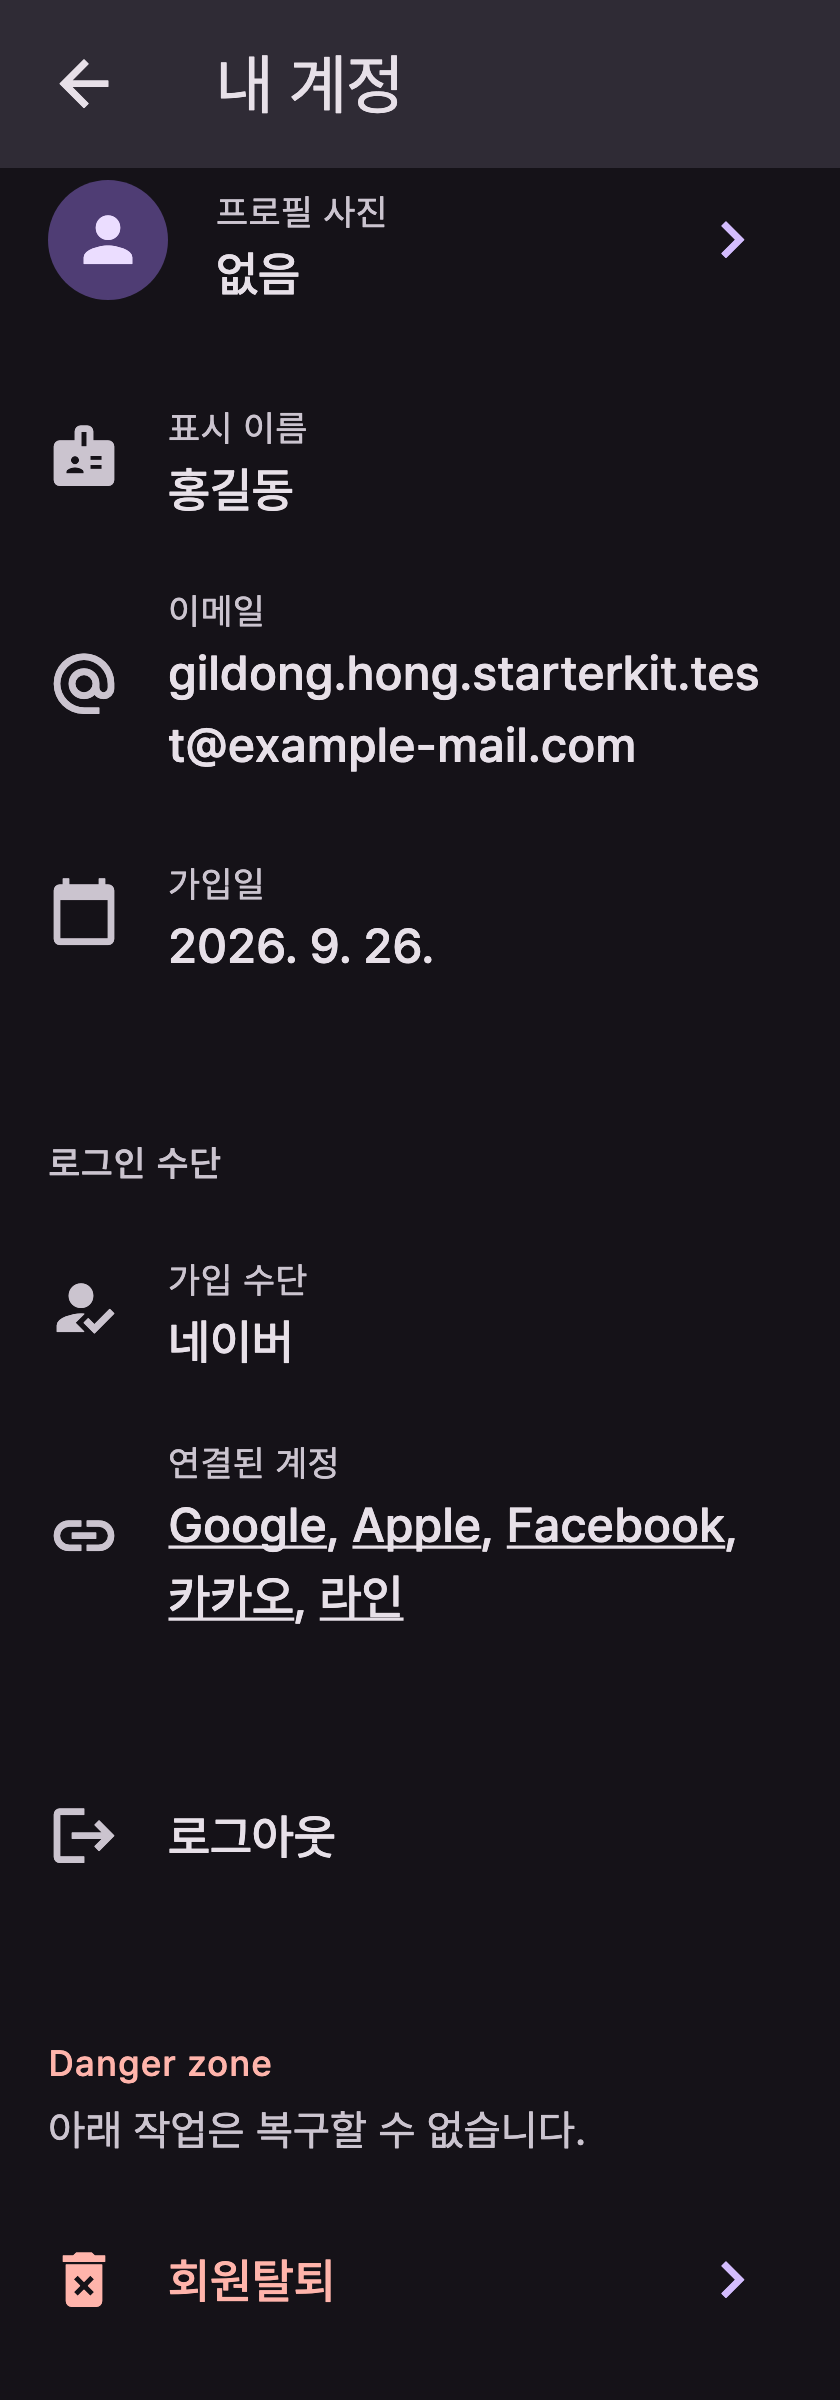 내 계정
프로필 사진
없음
표시 이름
홍길동
이메일
gildong.hong.starterkit.tes
t@example-mail.com
가입일
2026. 9. 26.
로그인 수단
가입 수단
네이버
연결된 계정
Google, Apple, Facebook,
카카오, 라인
로그아웃
Danger zone
아래 작업은 복구할 수 없습니다.
회원탈퇴